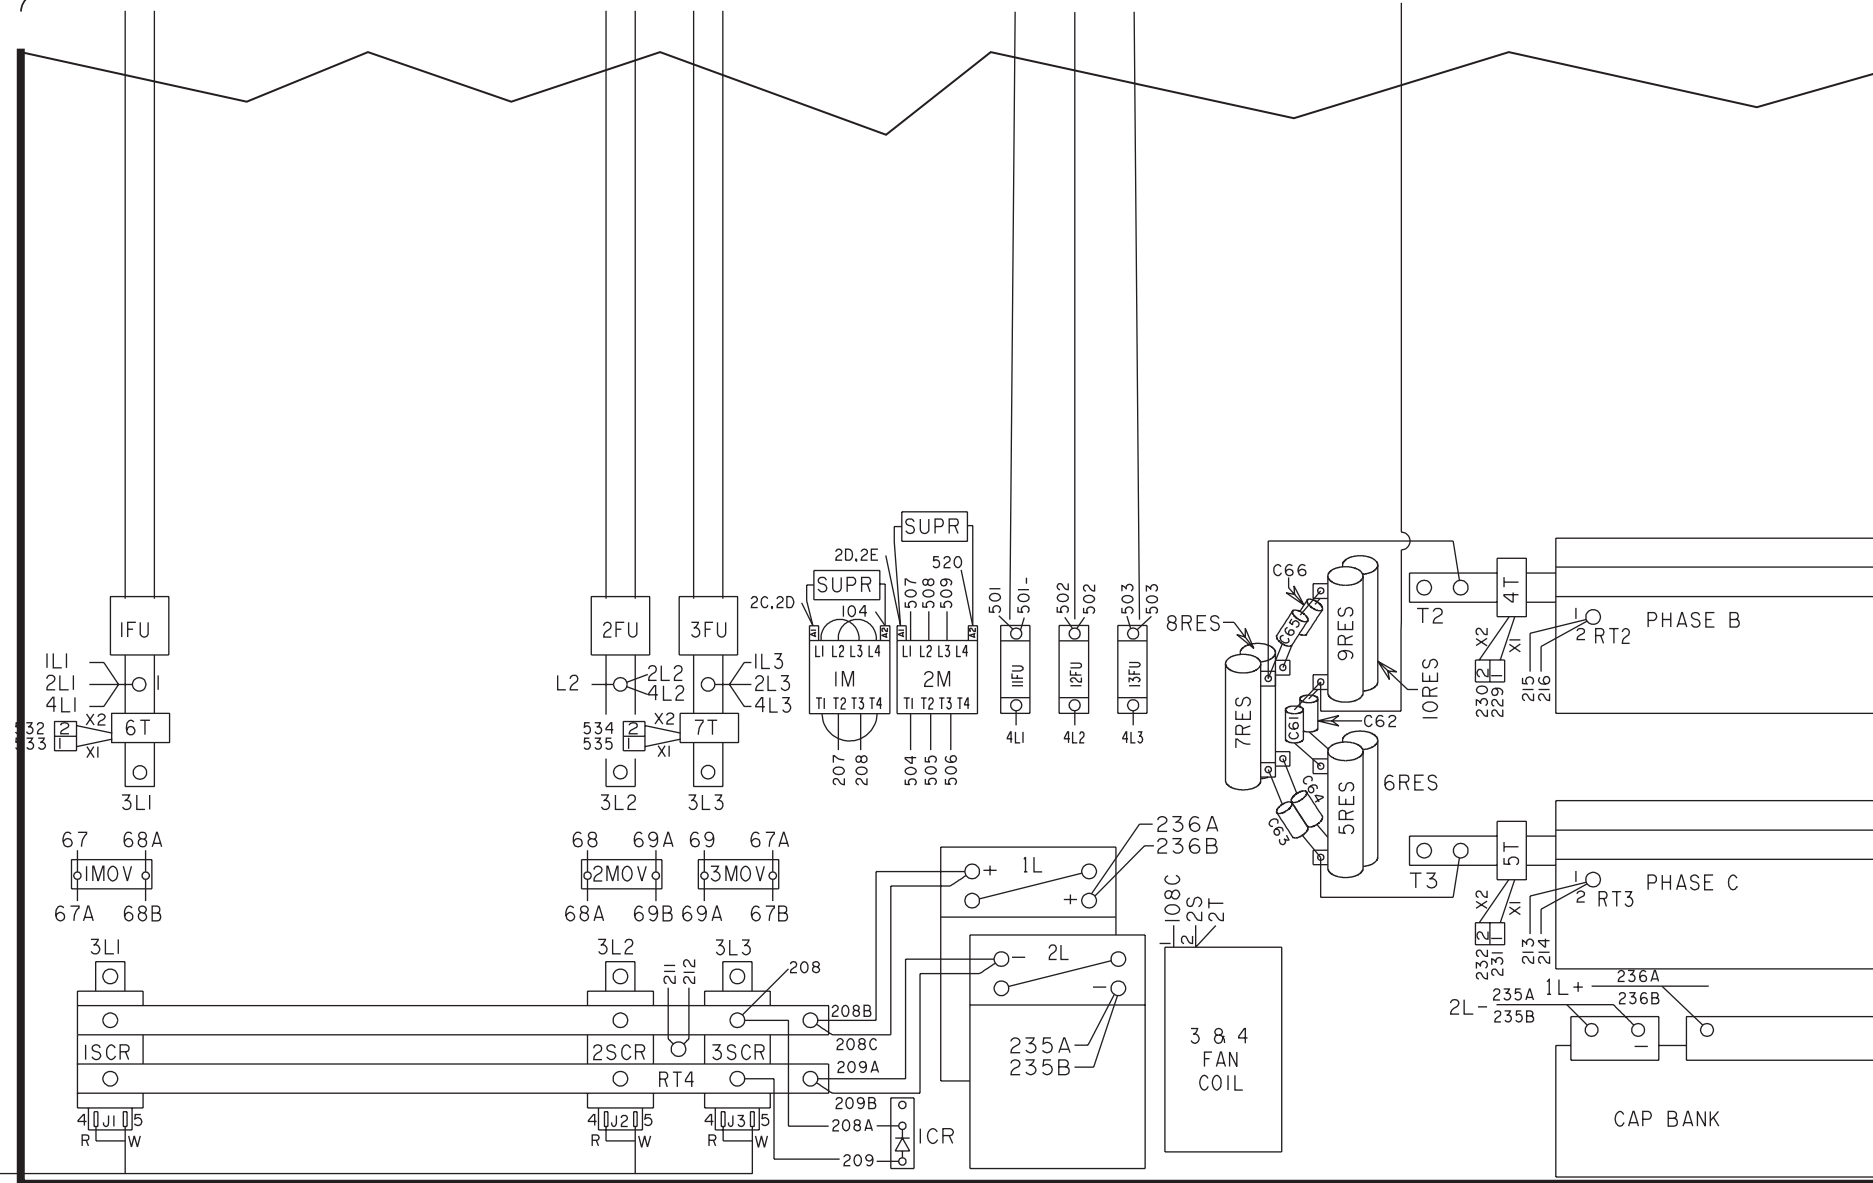 SUPR
2D,2E
520
SUPR
507
508
509
2C,2D
104
A1
A2
A1
A2
501
501-
502
502
503
503
C66
1FU
2FU
3FU
L1 L2 L3 L4
1M
T1 T2 T3 T4
L1 L2 L3 L4
2M
T1 T2 T3 T4
11FU
12FU
13FU
8RES
C65
9RES
10RES
T2
4T
1
2 RT2
PHASE B
X2
X1
2
1
230
229
215
216
1L1
2L1
4L1
1
L2
2L2
4L2
1L3
2L3
4L3
532
533
2
1
X2
X1
6T
534
535
2
1
X2
X1
7T
4L1
4L2
4L3
7RES
C61
C62
207
208
504
505
506
3L1
3L2
3L3
C64
C63
5RES
6RES
67
68A
68
69A
69
67A
1MOV
2MOV
3MOV
67A
68B
68A
69B
69A
67B
236A
236B
+
1L
+
T3
5T
1
2 RT3
PHASE C
X2
X1
2
1
232
231
213
214
108C
2S
2T
1
2
3L1
3L2
3L3
211
212
208
-
2L
-
208B
208C
209A
209B
208A
209
1SCR
2SCR
3SCR
RT4
235A
235B
3 & 4
FAN
COIL
1L+
236A
236B
2L-
235A
235B
-
4
J1
5
R
W
4
J2
5
R
W
4
J3
5
R
W
1CR
CAP BANK